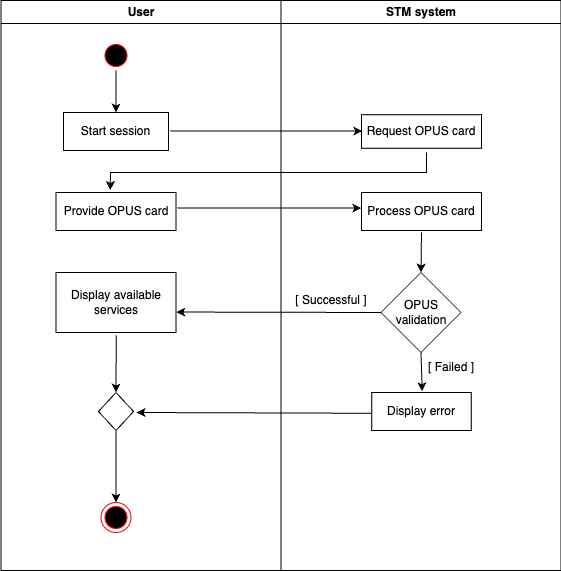 User
STM system
Start session
Request OPUS card
Provide OPUS card
Process OPUS card
Display available
services
[ Successful ]
OPUS
validation
[ Failed ]
Display error